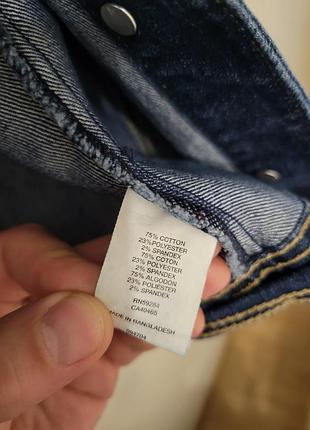 75% COTTON
23%POLYESTER
2% SPANDEX
75% COTON
23% POLYESTER
2% SPANDEX
75% ALGODON
23% POLIESTER
2% SPANDEX
RN59284
CA40465
MADE IN BANGLADESH